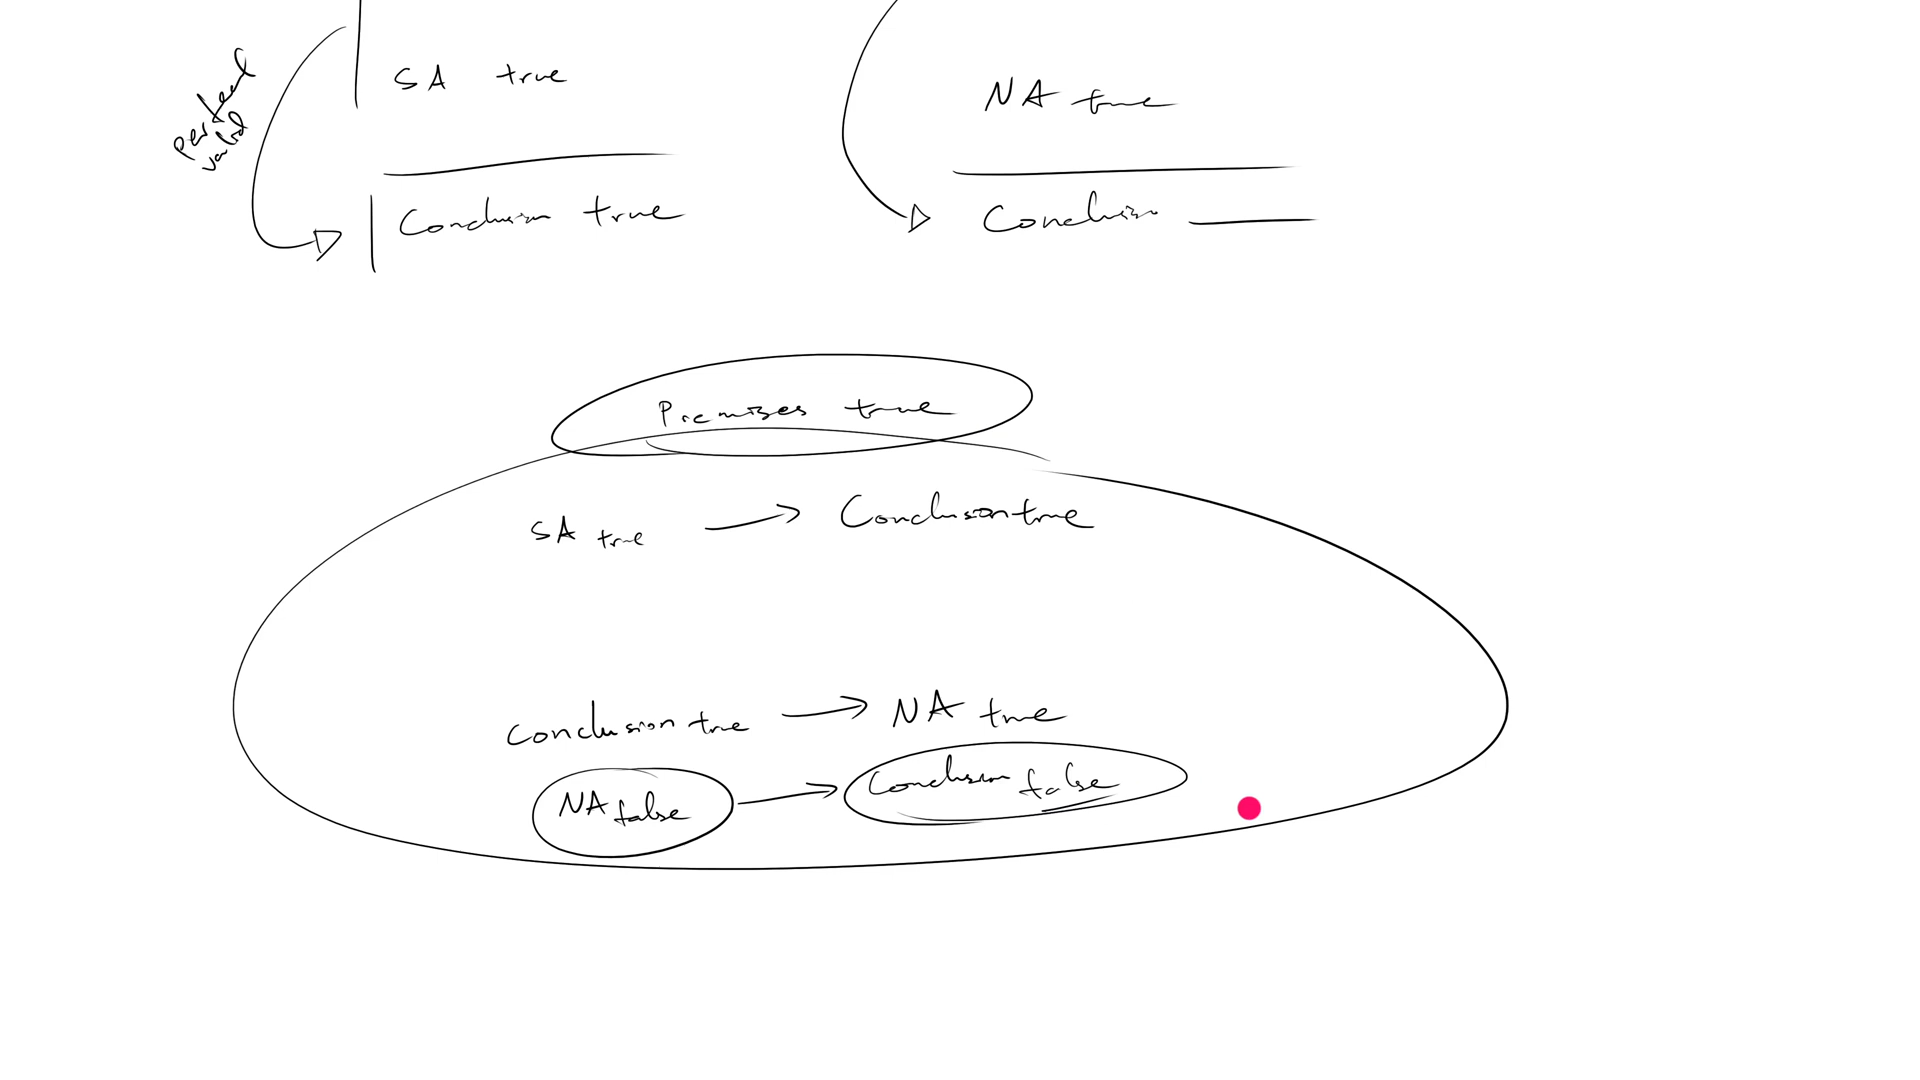 perfect
valid
SA true
Conclusion true
NA true
Conclusion
Premises true
SA true → Conclusion true
Conclusion true → NA true
NA false → Conclusion false